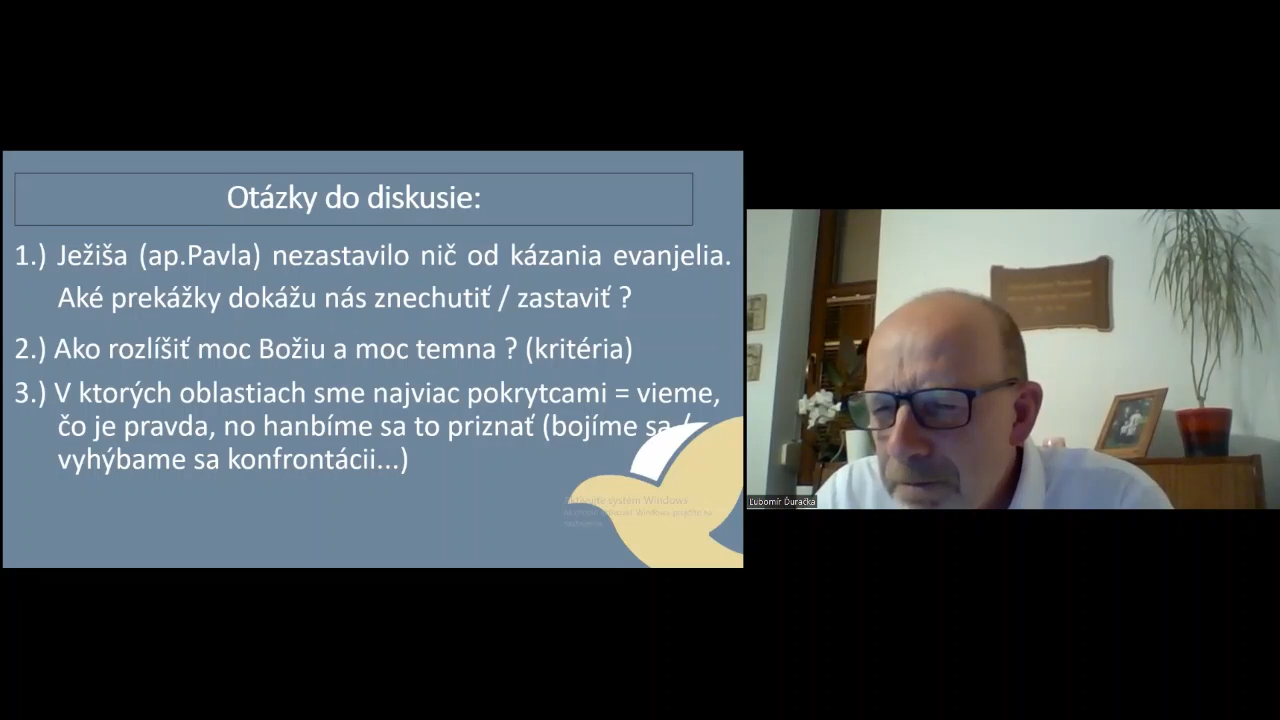 Otázky do diskusie:
1.) Ježiša (ap.Pavla) nezastavilo nič od kázania evanjelia.
Aké prekážky dokážu nás znechutiť / zastaviť ?
2.) Ako rozlíšiť moc Božiu a moc temna ? (kritéria)
3.) V ktorých oblastiach sme najviac pokrytcami = vieme,
čo je pravda, no hanbíme sa to priznať (bojíme sa /
vyhýbame sa konfrontácii...)
systém Windows
Windows
Ľubomír Ďuračka